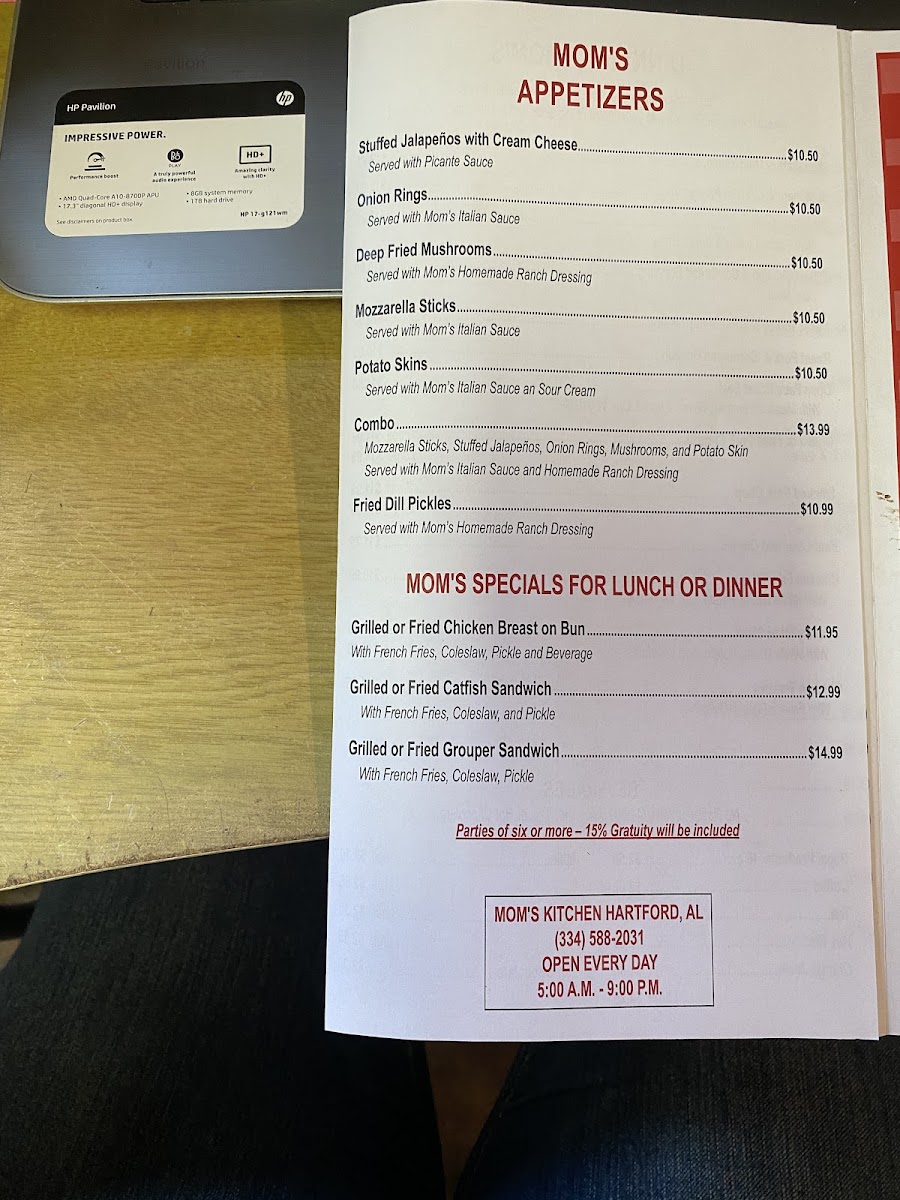 Pavilion
HP Pavilion
hp
IMPRESSIVE POWER.
Performance boost
B&O PLAY
A truly powerful
audio experience
HD+
Amazing clarity
with HD+
• AMD Quad-Core A10-8700P APU
• 17.3" diagonal HD+ display
• 8GB system memory
• 1TB hard drive
See disclaimers on product box.
HP 17-g121wm
MOM'S
APPETIZERS
Stuffed Jalapeños with Cream Cheese $10.50
Served with Picante Sauce
Onion Rings $10.50
Served with Mom's Italian Sauce
Deep Fried Mushrooms $10.50
Served with Mom's Homemade Ranch Dressing
Mozzarella Sticks $10.50
Served with Mom's Italian Sauce
Potato Skins $10.50
Served with Mom's Italian Sauce an Sour Cream
Combo $13.99
Mozzarella Sticks, Stuffed Jalapeños, Onion Rings, Mushrooms, and Potato Skin
Served with Mom's Italian Sauce and Homemade Ranch Dressing
Fried Dill Pickles $10.99
Served with Mom's Homemade Ranch Dressing
MOM'S SPECIALS FOR LUNCH OR DINNER
Grilled or Fried Chicken Breast on Bun $11.95
With French Fries, Coleslaw, Pickle and Beverage
Grilled or Fried Catfish Sandwich $12.99
With French Fries, Coleslaw, and Pickle
Grilled or Fried Grouper Sandwich $14.99
With French Fries, Coleslaw, Pickle
Parties of six or more – 15% Gratuity will be included
MOM'S KITCHEN HARTFORD, AL
(334) 588-2031
OPEN EVERY DAY
5:00 A.M. - 9:00 P.M.